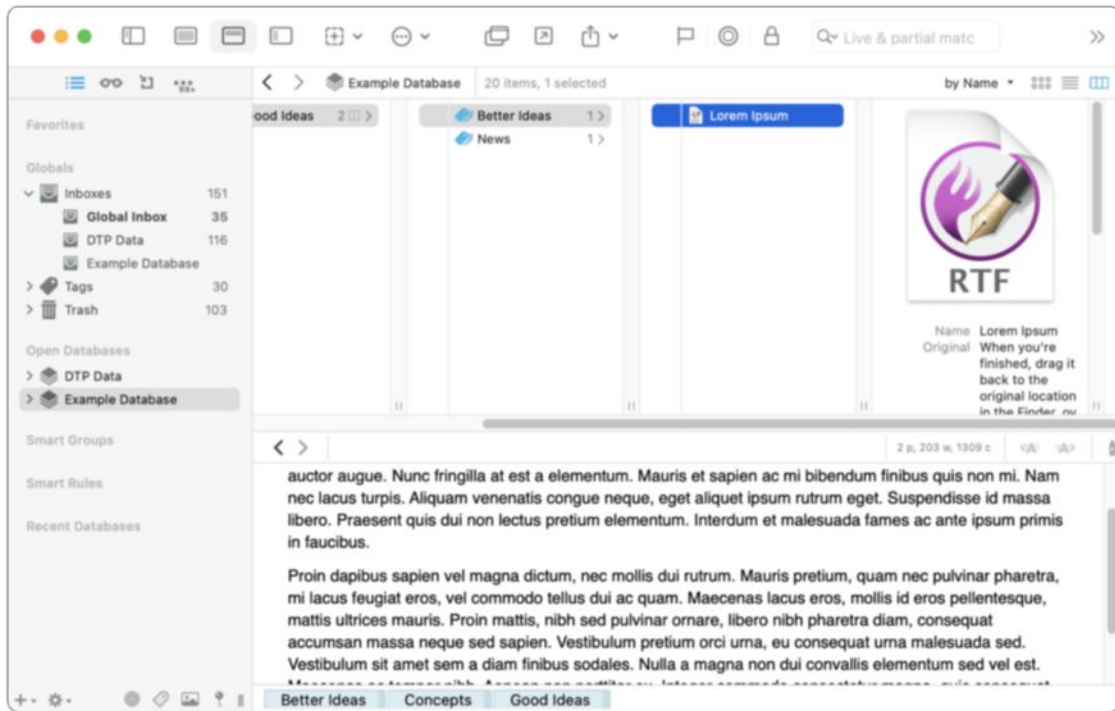 Live & partial matc
Example Database
20 items, 1 selected
by Name
Favorites
Globals
Inboxes 151
Global Inbox 35
DTP Data 116
Example Database
Tags 30
Trash 103
Open Databases
DTP Data
Example Database
Smart Groups
Smart Rules
Recent Databases
ood Ideas 2
Better Ideas 1
News 1
Lorem Ipsum
RTF
Name Lorem Ipsum
Original When you're
finished, drag it
back to the
original location
in the Finder, ov
2 p, 203 w, 1309 c
auctor augue. Nunc fringilla at est a elementum. Mauris et sapien ac mi bibendum finibus quis non mi. Nam
nec lacus turpis. Aliquam venenatis congue neque, eget aliquet ipsum rutrum eget. Suspendisse id massa
libero. Praesent quis dui non lectus pretium elementum. Interdum et malesuada fames ac ante ipsum primis
in faucibus.
Proin dapibus sapien vel magna dictum, nec mollis dui rutrum. Mauris pretium, quam nec pulvinar pharetra,
mi lacus feugiat eros, vel commodo tellus dui ac quam. Maecenas lacus eros, mollis id eros pellentesque,
mattis ultrices mauris. Proin mattis, nibh sed pulvinar ornare, libero nibh pharetra diam, consequat
accumsan massa neque sed sapien. Vestibulum pretium orci urna, eu consequat urna malesuada sed.
Vestibulum sit amet sem a diam finibus sodales. Nulla a magna non dui convallis elementum sed vel est.
Better Ideas
Concepts
Good Ideas